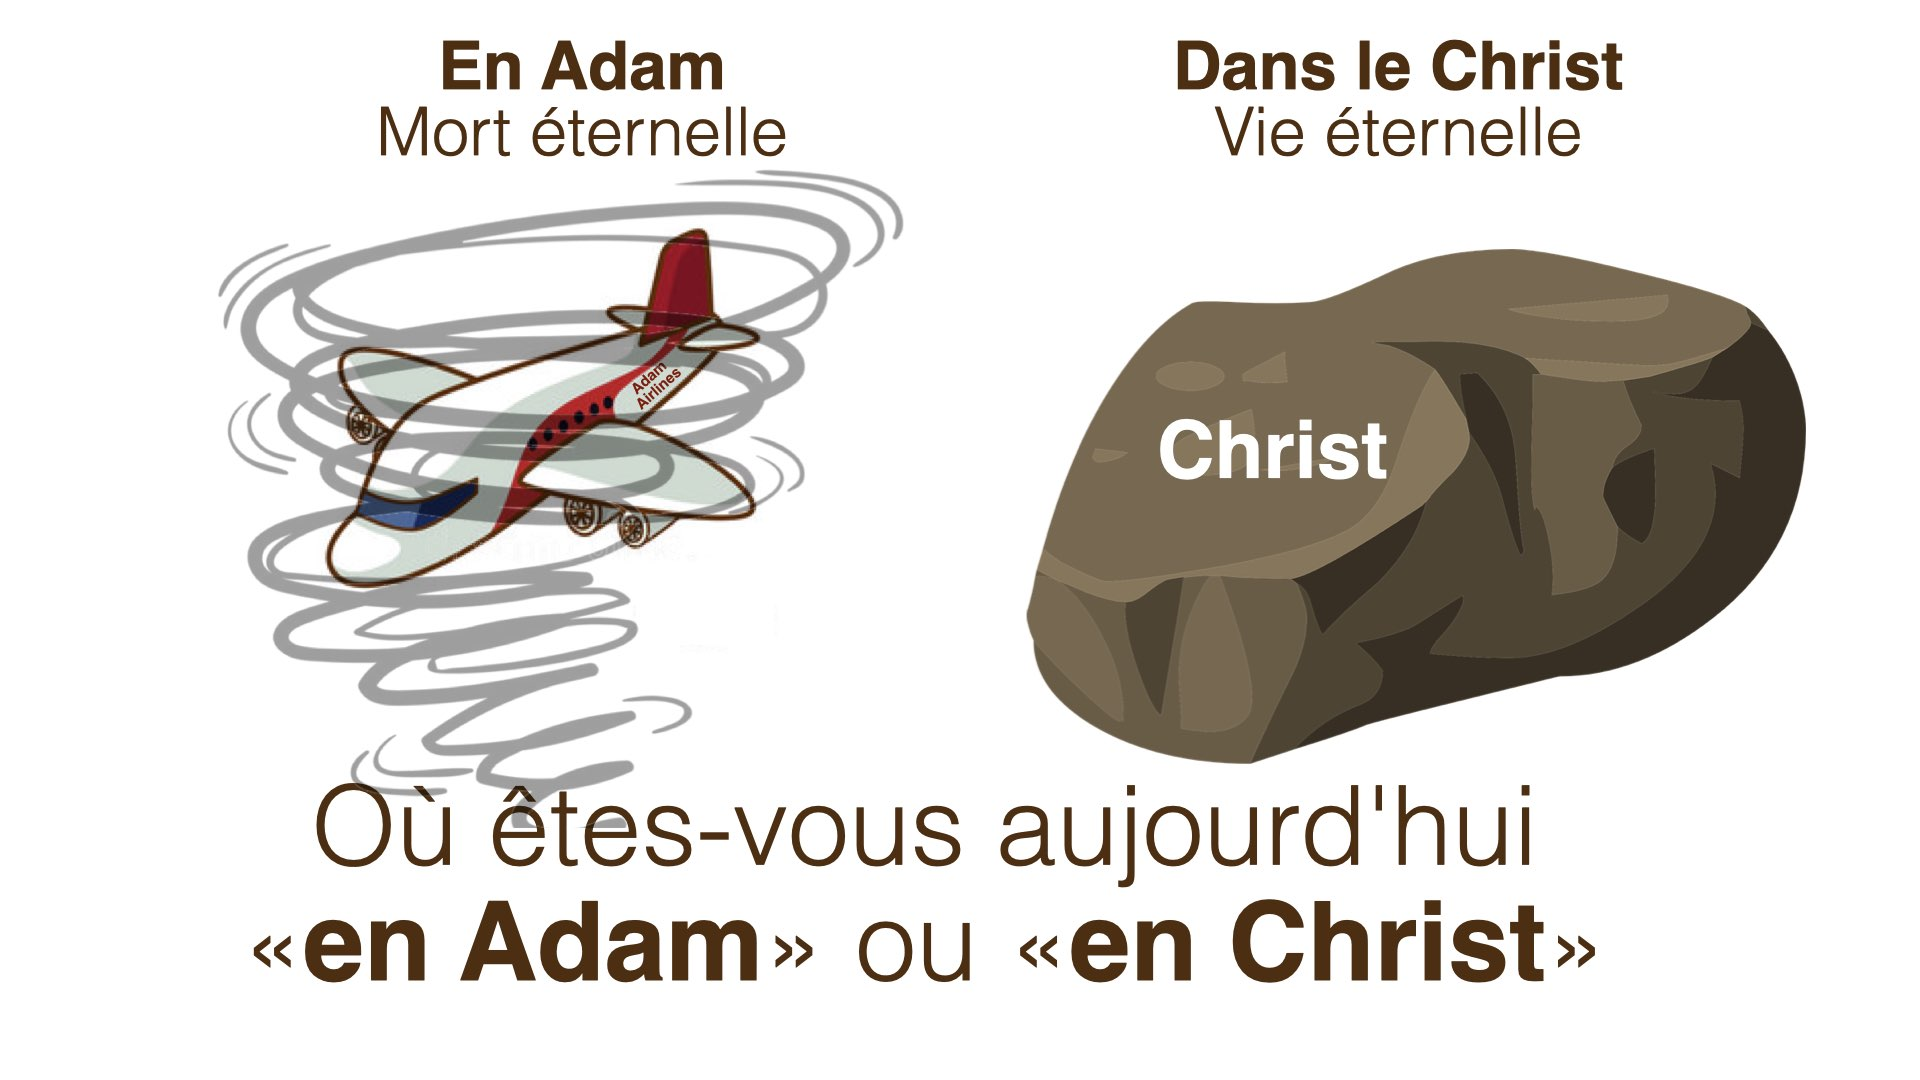 En Adam
Mort éternelle
Dans le Christ
Vie éternelle
Adam
Airlines
Christ
Où êtes-vous aujourd'hui
«en Adam» ou «en Christ»